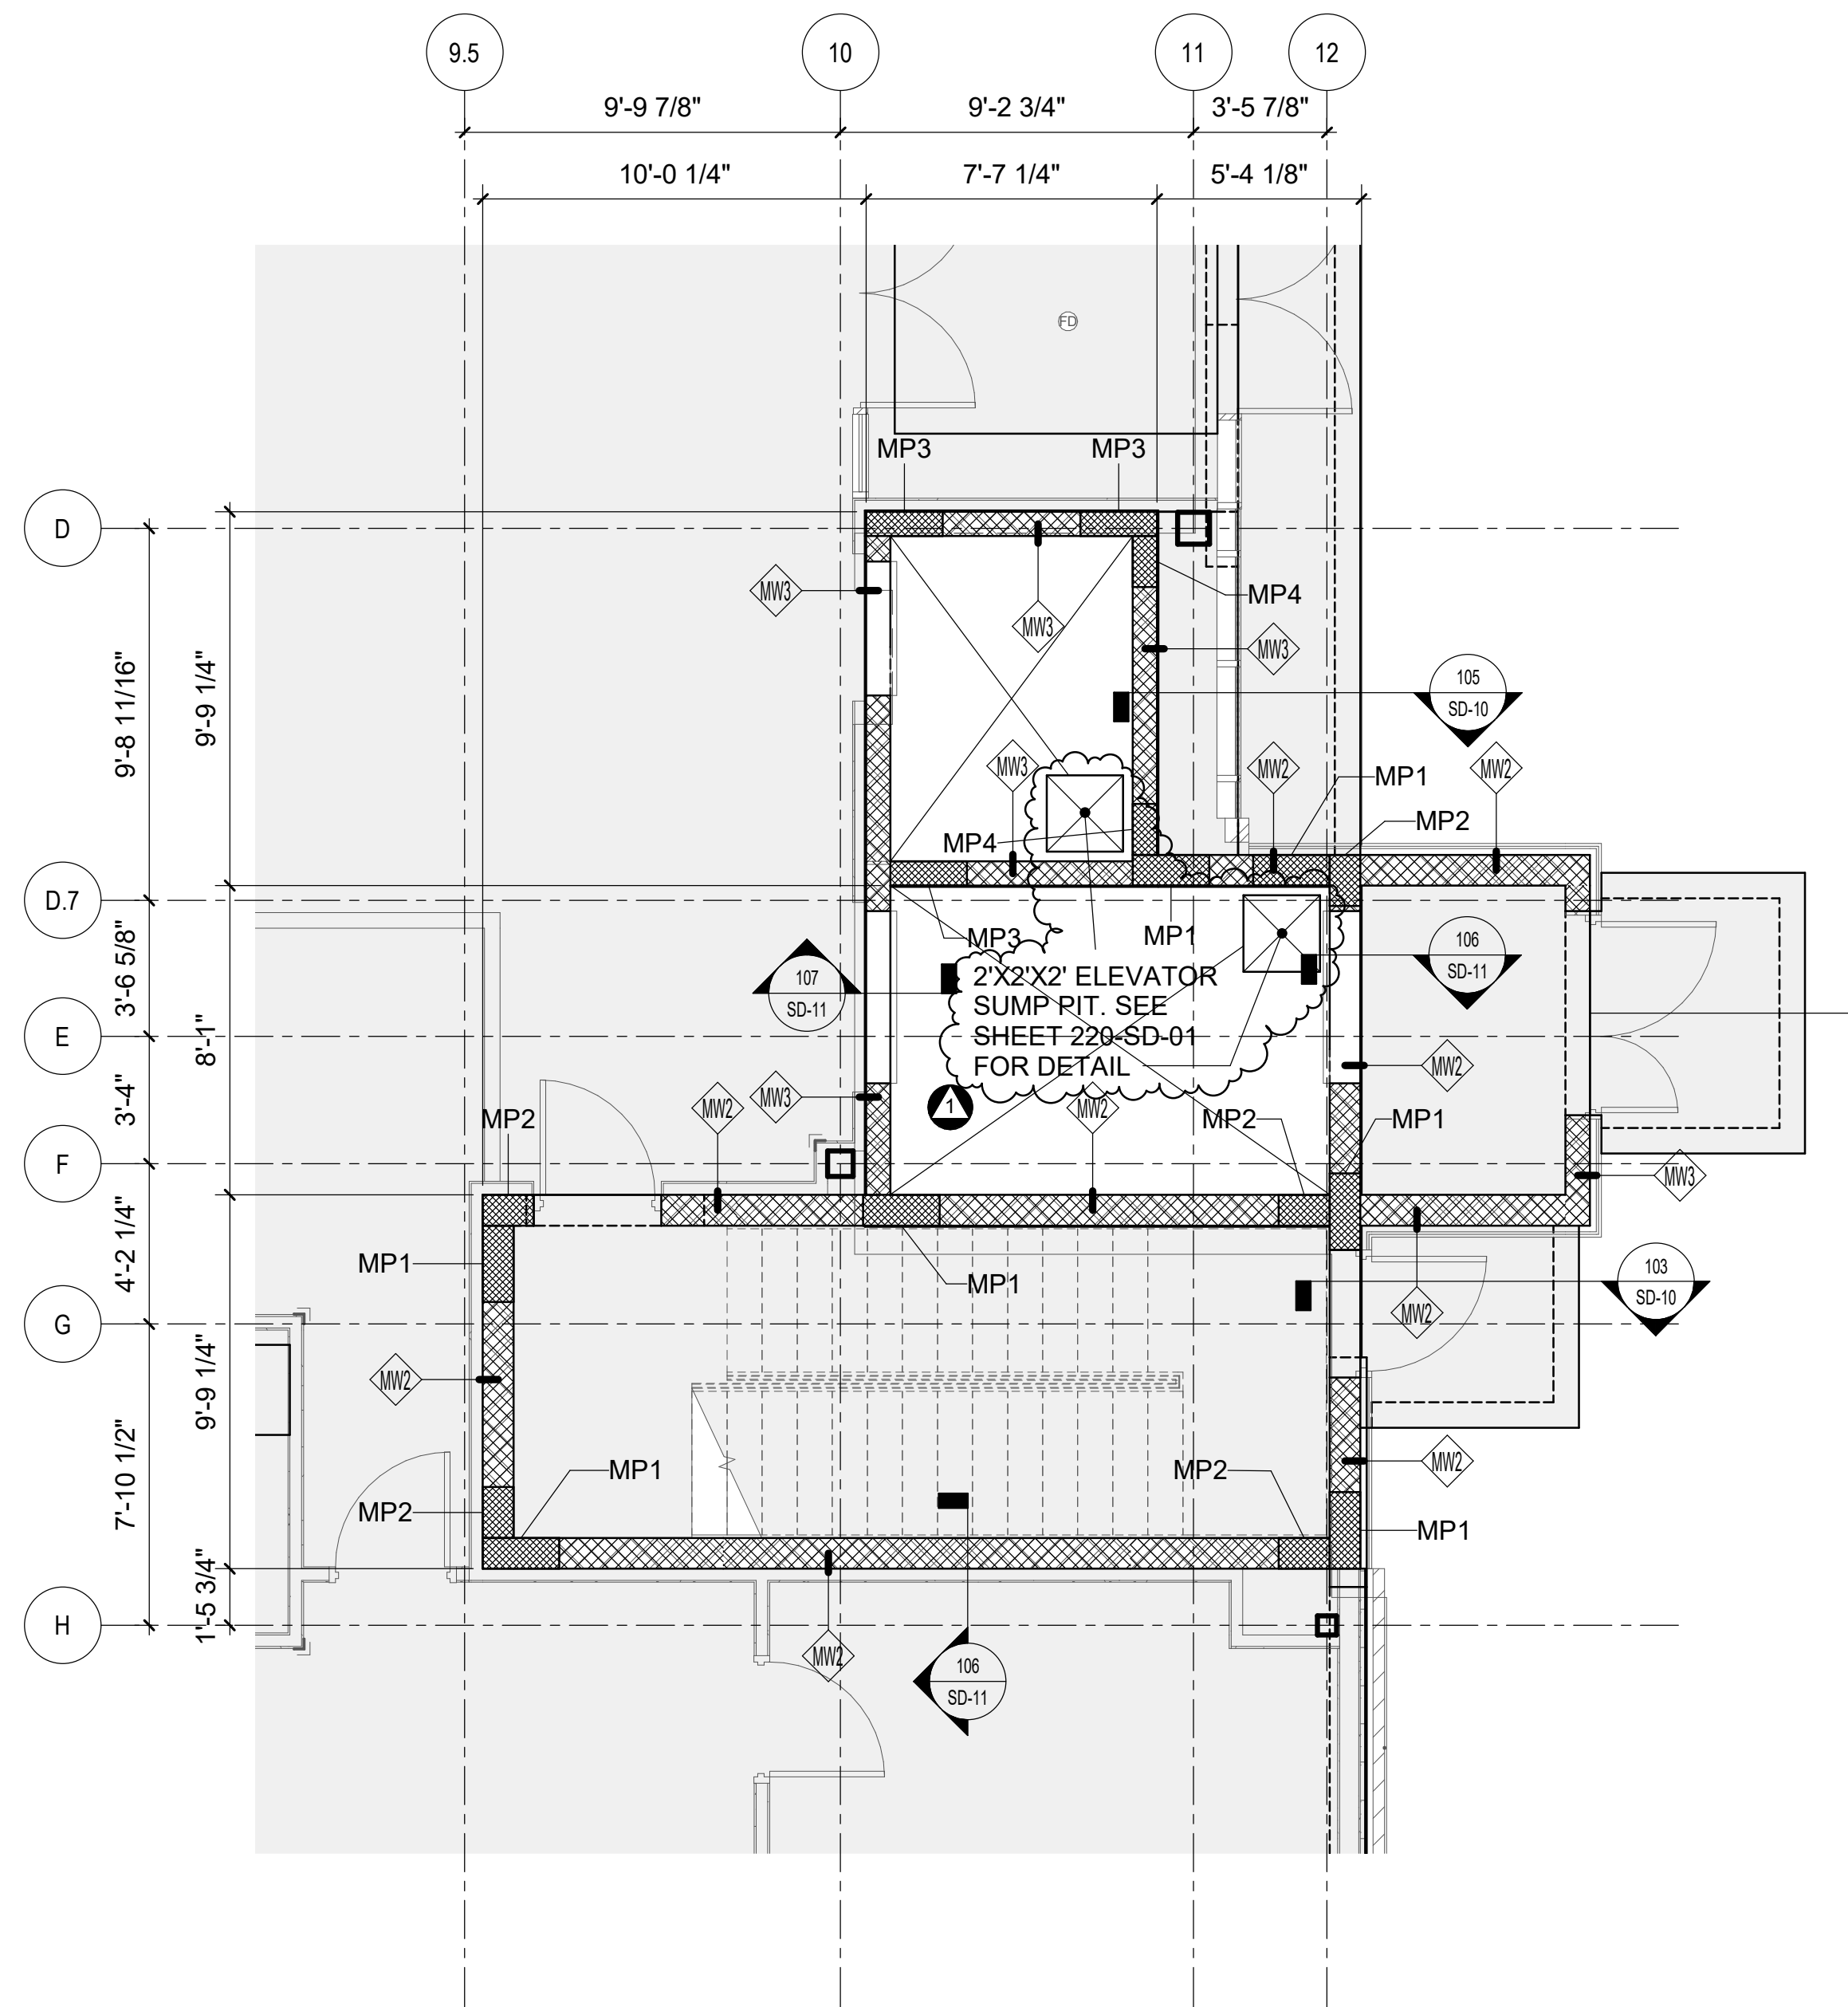 9.5
10
11
12
9'-9 7/8"
9'-2 3/4"
3'-5 7/8"
10'-0 1/4"
7'-7 1/4"
5'-4 1/8"
FD
MP3
MP3
D
MW3
MP4
MW3
MW3
9'-8 11/16"
9'-9 1/4"
105
SD-10
MW3
MW2
MW2
MP1
MP2
MP4
D.7
MP3
MP1
106
SD-11
107
SD-11
2'X2'X2' ELEVATOR
SUMP PIT. SEE
SHEET 220-SD-01
FOR DETAIL
3'-6 5/8"
E
8'-1"
MW2
3'-4"
MW3
MW2
1
MW2
MP2
MP2
MP1
F
MW3
4'-2 1/4"
MP1
MP1
103
SD-10
MW2
G
9'-9 1/4"
MW2
MW2
MP1
MP2
MP2
7'-10 1/2"
MP1
1'-5 3/4"
H
MW2
106
SD-11